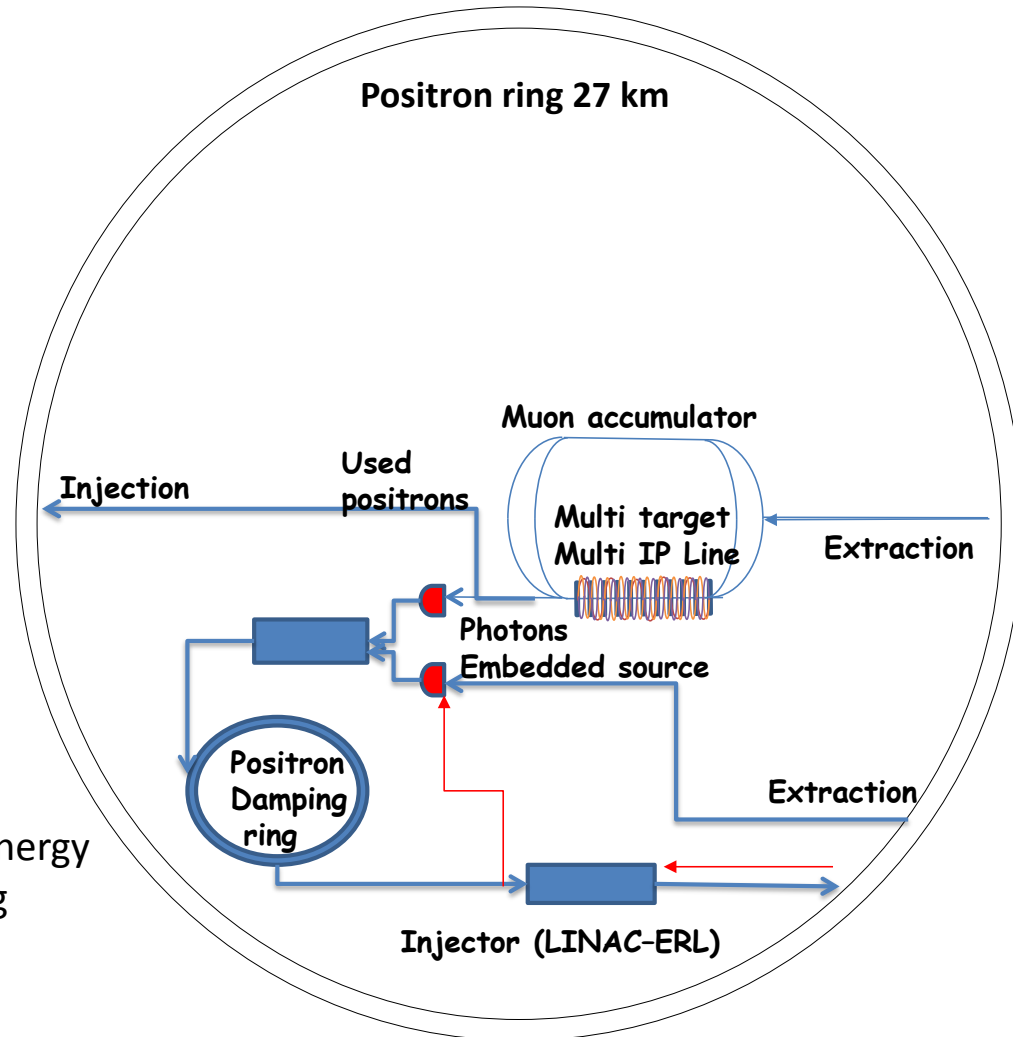 Positron ring 27 km
Muon accumulator
Used
positrons
Injection
Multi target
Multi IP Line
Extraction
Photons
Embedded source
Positron
Damping
ring
Extraction
nergy
g
Injector (LINAC-ERL)